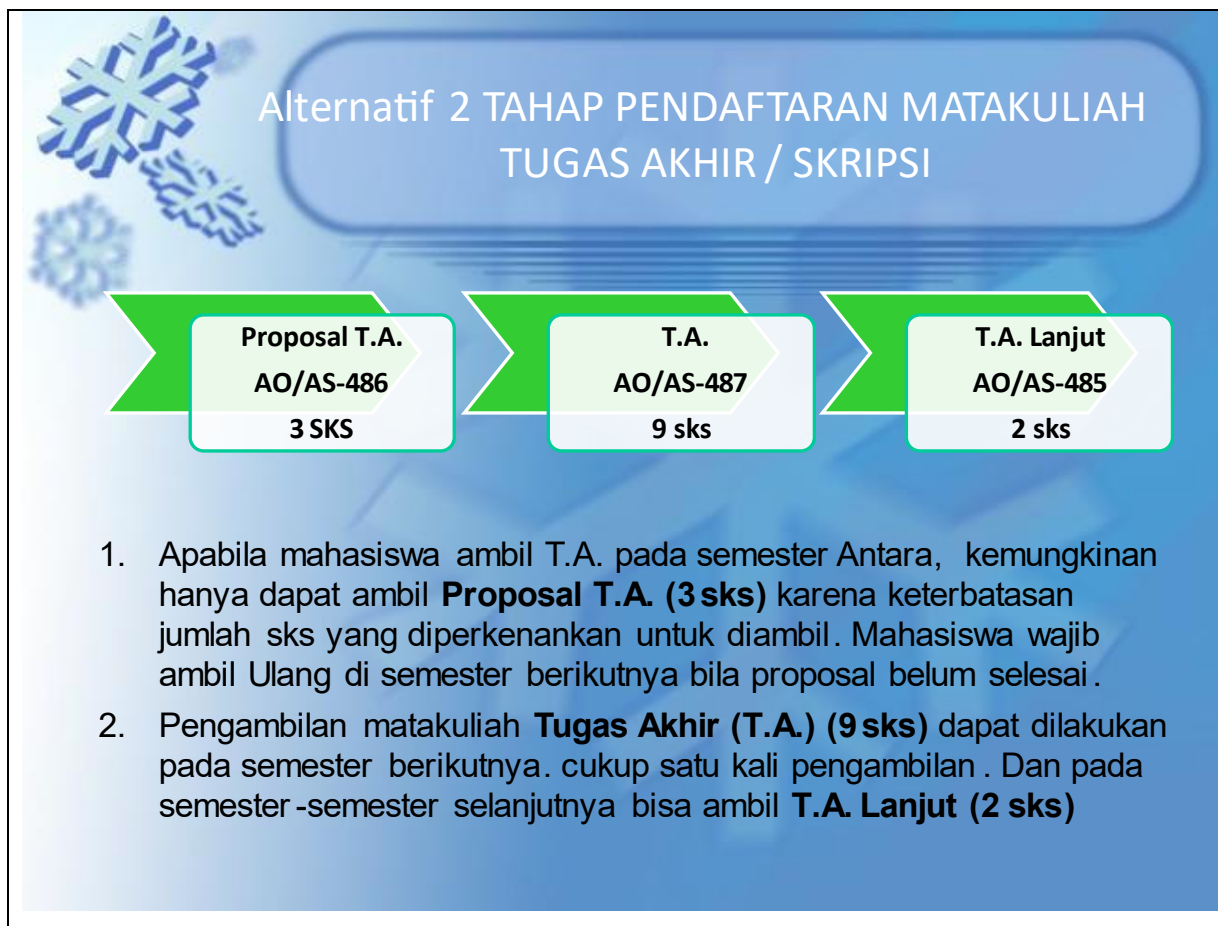 Alternatif 2 TAHAP PENDAFTARAN MATAKULIAH
TUGAS AKHIR / SKRIPSI
Proposal T.A.
AO/AS-486
3 SKS
T.A.
AO/AS-487
9 sks
T.A. Lanjut
AO/AS-485
2 sks
1. Apabila mahasiswa ambil T.A. pada semester Antara, kemungkinan
hanya dapat ambil Proposal T.A. (3 sks) karena keterbatasan
jumlah sks yang diperkenankan untuk diambil. Mahasiswa wajib
ambil Ulang di semester berikutnya bila proposal belum selesai.
2. Pengambilan matakuliah Tugas Akhir (T.A.) (9 sks) dapat dilakukan
pada semester berikutnya. cukup satu kali pengambilan. Dan pada
semester-semester selanjutnya bisa ambil T.A. Lanjut (2 sks)